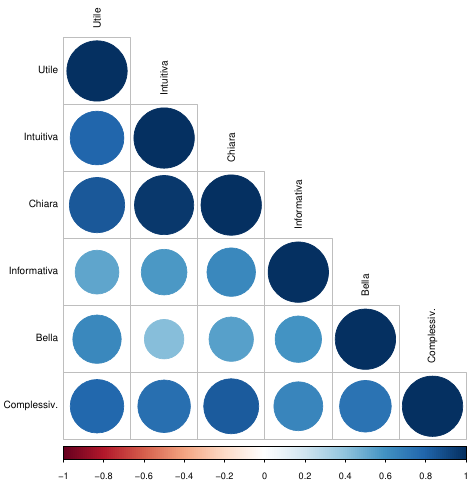 Utile
Intuitiva
Chiara
Informativa
Bella
Complessiv.
Utile
Intuitiva
Chiara
Informativa
Bella
Complessiv.
−1 −0.8 −0.6 −0.4 −0.2 0 0.2 0.4 0.6 0.8 1